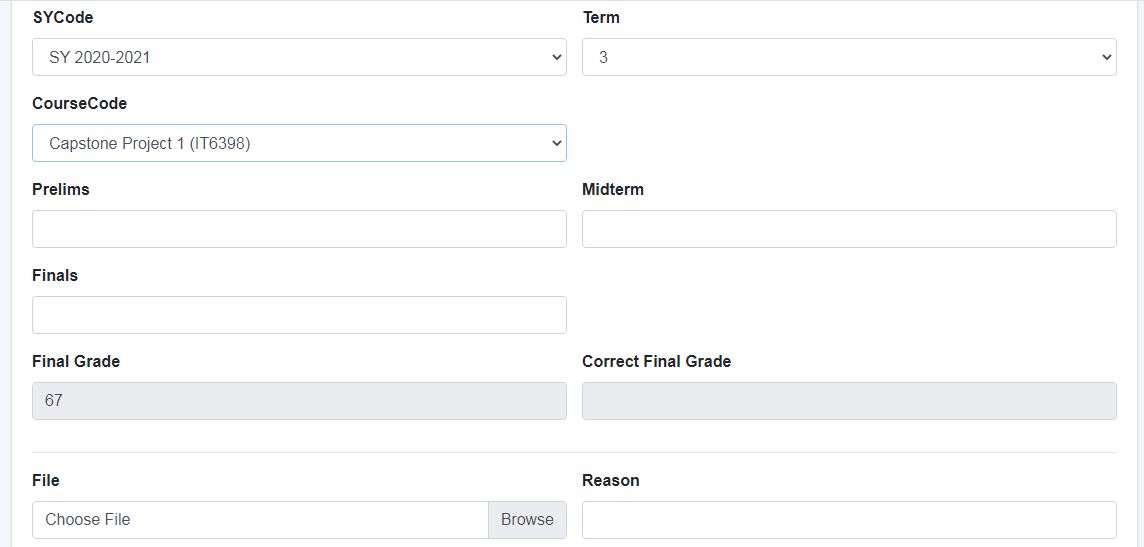 SYCode Term
SY 2020-2021 3
CourseCode
Capstone Project 1 (IT6398)
Prelims Midterm
Finals
Final Grade Correct Final Grade
67
File Reason
Choose File Browse